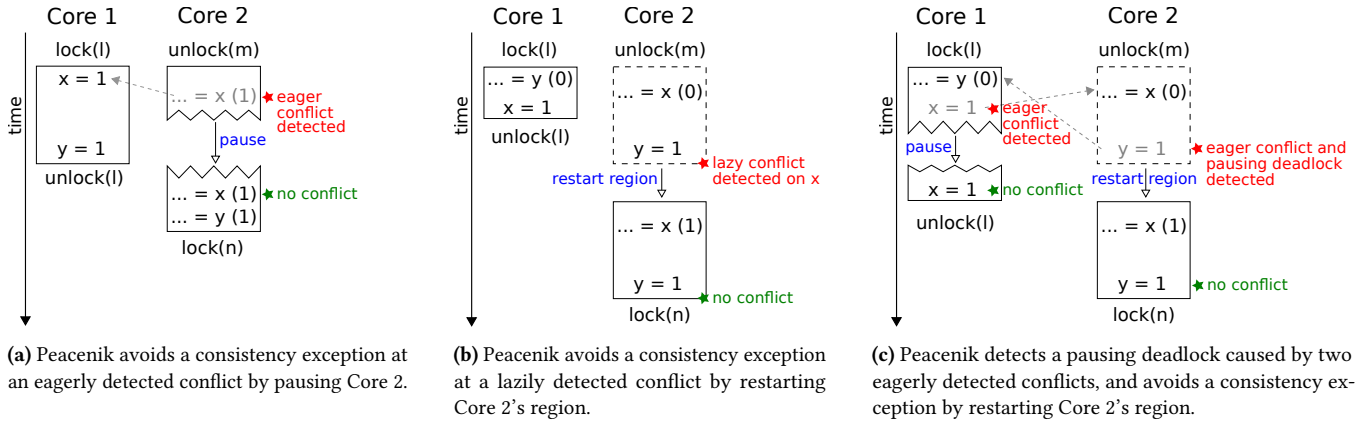 Core 1
Core 2
time
lock(l)
unlock(m)
x = 1
... = x (1)
eager
conflict
detected
pause
y = 1
unlock(l)
... = x (1)
no conflict
... = y (1)
lock(n)
(a) Peacenik avoids a consistency exception at
an eagerly detected conflict by pausing Core 2.
Core 1
Core 2
time
lock(l)
unlock(m)
... = y (0)
... = x (0)
x = 1
unlock(l)
y = 1
lazy conflict
detected on x
restart region
... = x (1)
y = 1
no conflict
lock(n)
(b) Peacenik avoids a consistency exception
at a lazily detected conflict by restarting
Core 2's region.
Core 1
Core 2
time
lock(l)
unlock(m)
... = y (0)
... = x (0)
x = 1
eager
conflict
detected
pause
y = 1
eager conflict and
pausing deadlock
detected
restart region
x = 1
no conflict
unlock(l)
... = x (1)
y = 1
no conflict
lock(n)
(c) Peacenik detects a pausing deadlock caused by two
eagerly detected conflicts, and avoids a consistency ex-
ception by restarting Core 2's region.